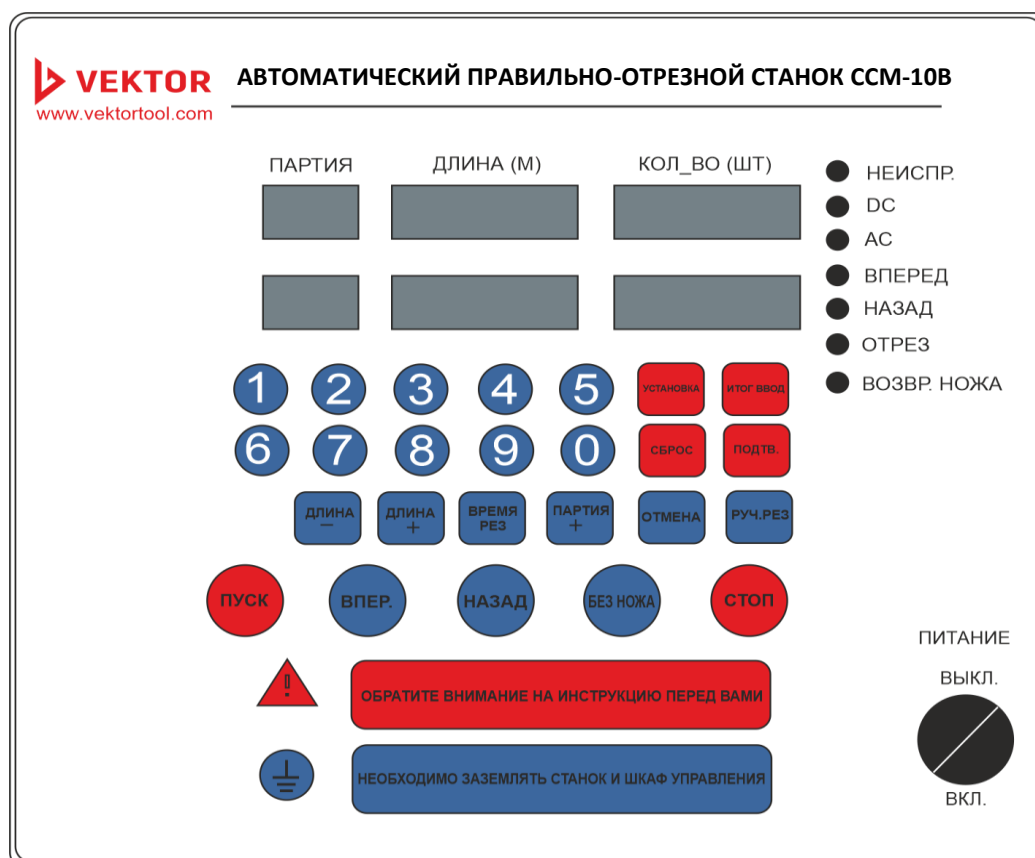 VEKTOR
www.vektortool.com
АВТОМАТИЧЕСКИЙ ПРАВИЛЬНО-ОТРЕЗНОЙ СТАНОК ССМ-10В
ПАРТИЯ ДЛИНА (М) КОЛ_ВО (ШТ)
НЕИСПР.
DC
AC
ВПЕРЕД
НАЗАД
ОТРЕЗ
ВОЗВР. НОЖА
1 2 3 4 5 УСТАНОВКА ИТОГ ВВОД
6 7 8 9 0 СБРОС ПОДТВ.
ДЛИНА − ДЛИНА + ВРЕМЯ РЕЗ ПАРТИЯ + ОТМЕНА РУЧ.РЕЗ
ПУСК ВПЕР. НАЗАД БЕЗ НОЖА СТОП
! ОБРАТИТЕ ВНИМАНИЕ НА ИНСТРУКЦИЮ ПЕРЕД ВАМИ
НЕОБХОДИМО ЗАЗЕМЛЯТЬ СТАНОК И ШКАФ УПРАВЛЕНИЯ
ПИТАНИЕ
ВЫКЛ.
ВКЛ.